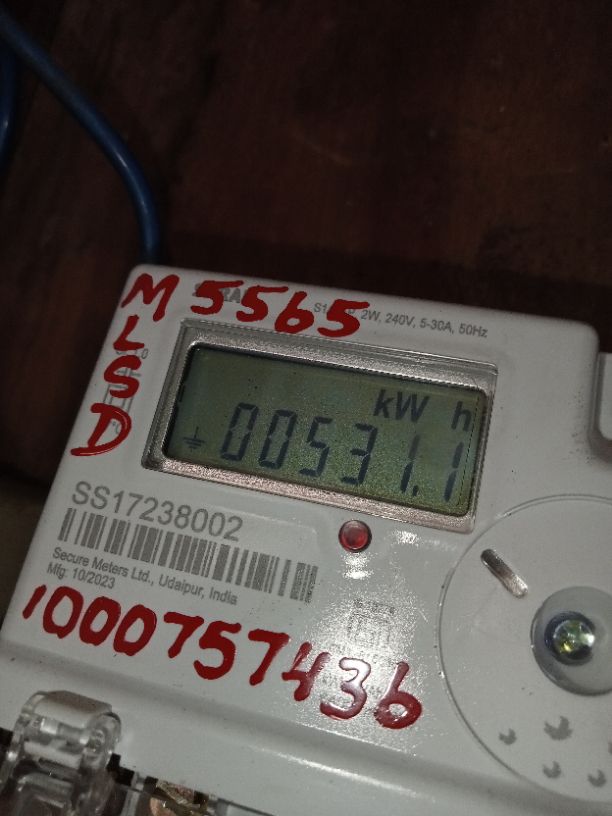 M 5565
L
S
D
2W, 240V, 5-30A, 50Hz
kW h
00531.1
SS17238002
Secure Meters Ltd., Udaipur, India
Mfg. 10/2023
1000757436